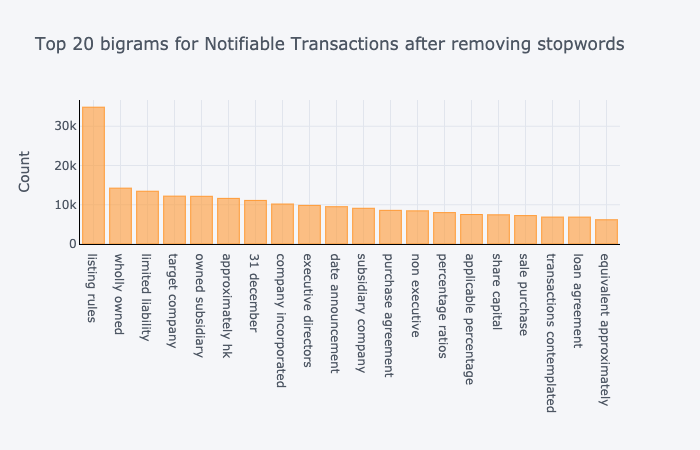 Top 20 bigrams for Notifiable Transactions after removing stopwords
Count
30k
20k
10k
0
listing rules
wholly owned
limited liability
target company
owned subsidiary
approximately hk
31 december
company incorporated
executive directors
date announcement
subsidiary company
purchase agreement
non executive
percentage ratios
applicable percentage
share capital
sale purchase
transactions contemplated
loan agreement
equivalent approximately